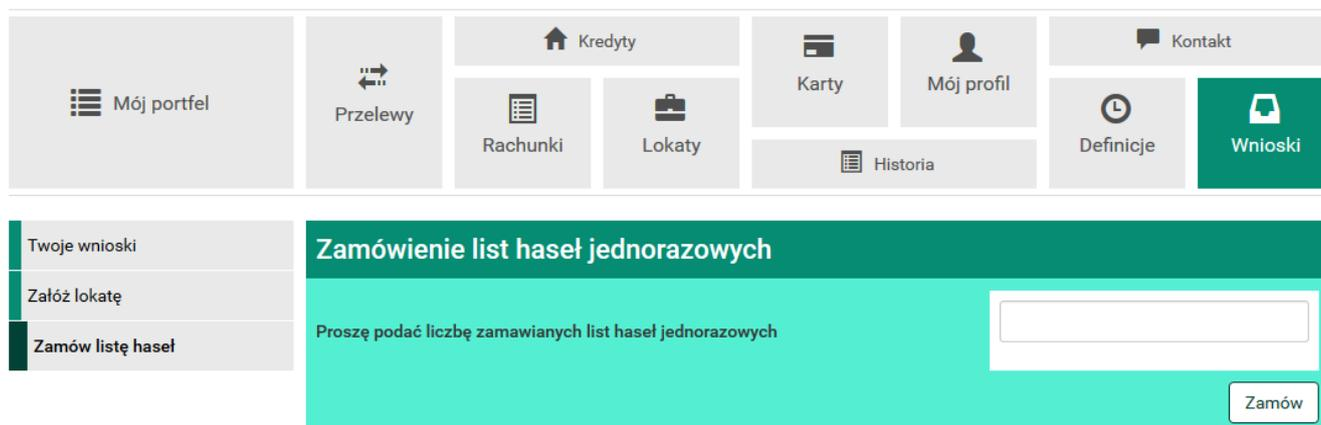 Mój portfel
Przelewy
Kredyty
Rachunki
Lokaty
Karty
Mój profil
Historia
Kontakt
Definicje
Wnioski
Twoje wnioski
Załóż lokatę
Zamów listę haseł
Zamówienie list haseł jednorazowych
Proszę podać liczbę zamawianych list haseł jednorazowych
Zamów